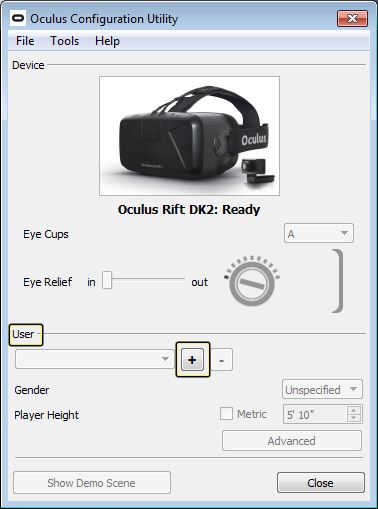 Oculus Configuration Utility
File Tools Help
Device
Oculus
Oculus Rift DK2: Ready
Eye Cups A
Eye Relief in out
User
+ -
Gender Unspecified
Player Height Metric 5' 10"
Advanced
Show Demo Scene Close